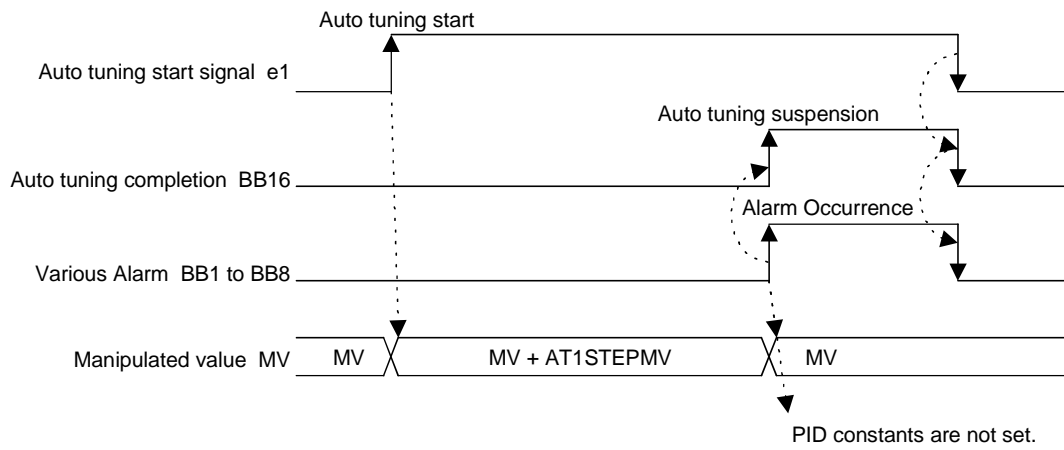 Auto tuning start
Auto tuning start signal e1
Auto tuning suspension
Auto tuning completion BB16
Alarm Occurrence
Various Alarm BB1 to BB8
Manipulated value MV MV MV + AT1STEPMV MV
PID constants are not set.